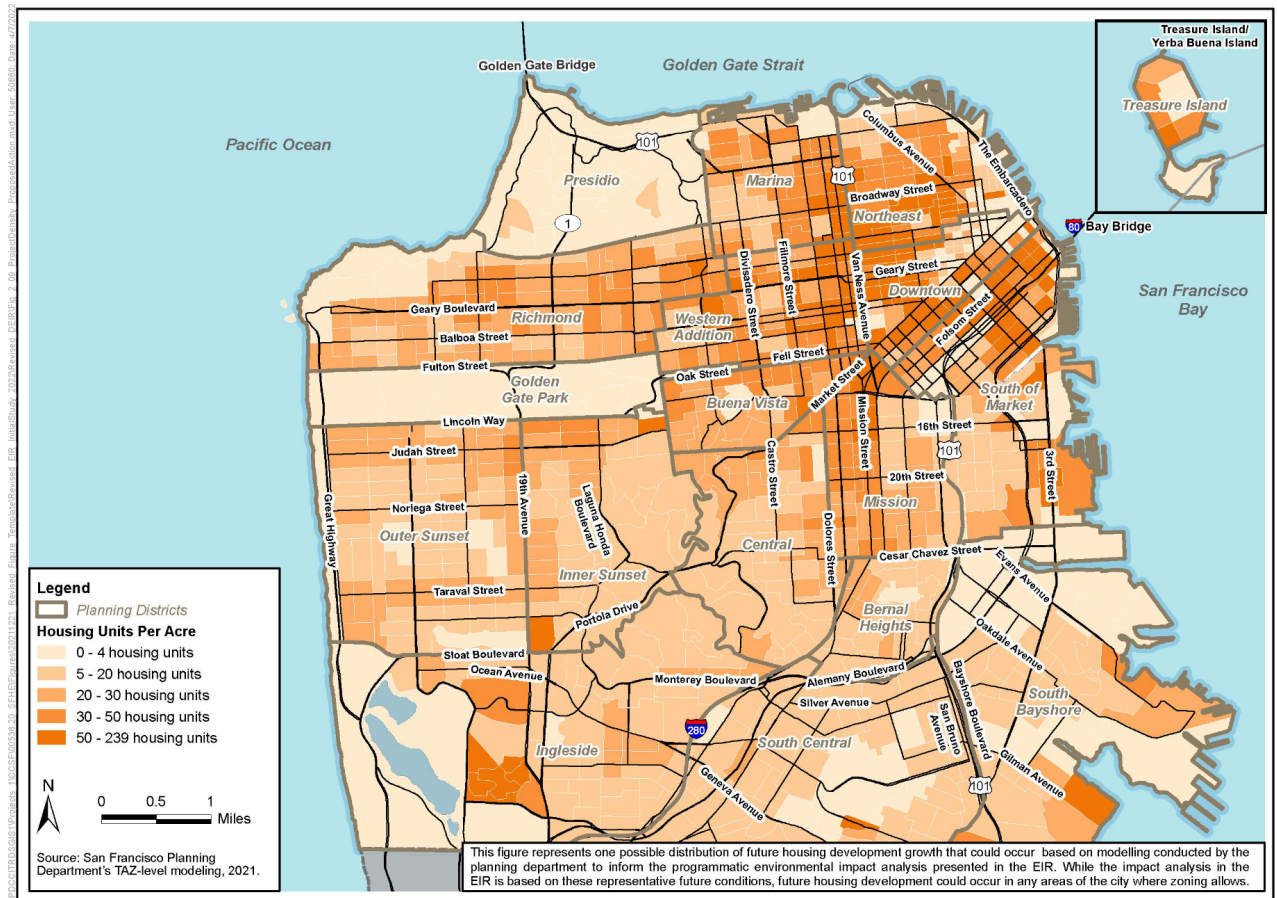 Treasure Island/
Yerba Buena Island
Treasure Island
Golden Gate Bridge
Golden Gate Strait
Pacific Ocean
101
Presidio
1
Marina
Columbus Avenue
The Embarcadero
101
Broadway Street
Northeast
80
Bay Bridge
San Francisco
Bay
Divisadero Street
Fillmore Street
Van Ness Avenue
Geary Street
Downtown
Folsom Street
Geary Boulevard
Richmond
Western
Addition
Balboa Street
Fulton Street
Fell Street
Oak Street
Golden
Gate Park
Buena Vista
Market Street
South of
Market
Lincoln Way
Mission Street
16th Street
Judah Street
101
Castro Street
3rd Street
19th Avenue
20th Street
Great Highway
Noriega Street
Laguna Honda
Boulevard
Mission
Outer Sunset
Dolores Street
Central
Cesar Chavez Street
Evans Avenue
Inner Sunset
Taraval Street
Portola Drive
Bernal
Heights
Oakdale Avenue
Sloat Boulevard
Ocean Avenue
Monterey Boulevard
Alemany Boulevard
Bayshore Boulevard
Silver Avenue
South
Bayshore
San Bruno
Avenue
280
Ingleside
South Central
Gilman Avenue
Geneva Avenue
101
Legend
Planning Districts
Housing Units Per Acre
0 - 4 housing units
5 - 20 housing units
20 - 30 housing units
30 - 50 housing units
50 - 239 housing units
N
0 0.5 1
Miles
Source: San Francisco Planning
Department's TAZ-level modeling, 2021.
This figure represents one possible distribution of future housing development growth that could occur based on modelling conducted by the
planning department to inform the programmatic environmental impact analysis presented in the EIR. While the impact analysis in the
EIR is based on these representative future conditions, future housing development could occur in any areas of the city where zoning allows.